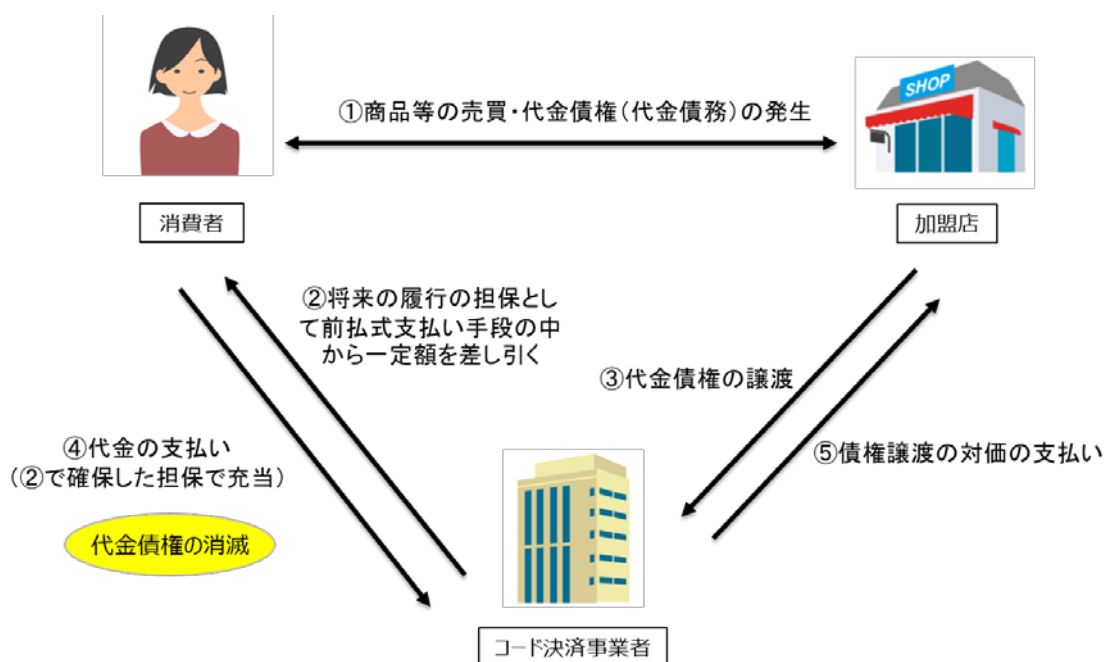 SHOP
①商品等の売買・代金債権(代金債務)の発生
消費者
加盟店
②将来の履行の担保とし
て前払式支払い手段の中
から一定額を差し引く
③代金債権の譲渡
④代金の支払い
(②で確保した担保で充当)
⑤債権譲渡の対価の支払い
代金債権の消滅
コード決済事業者